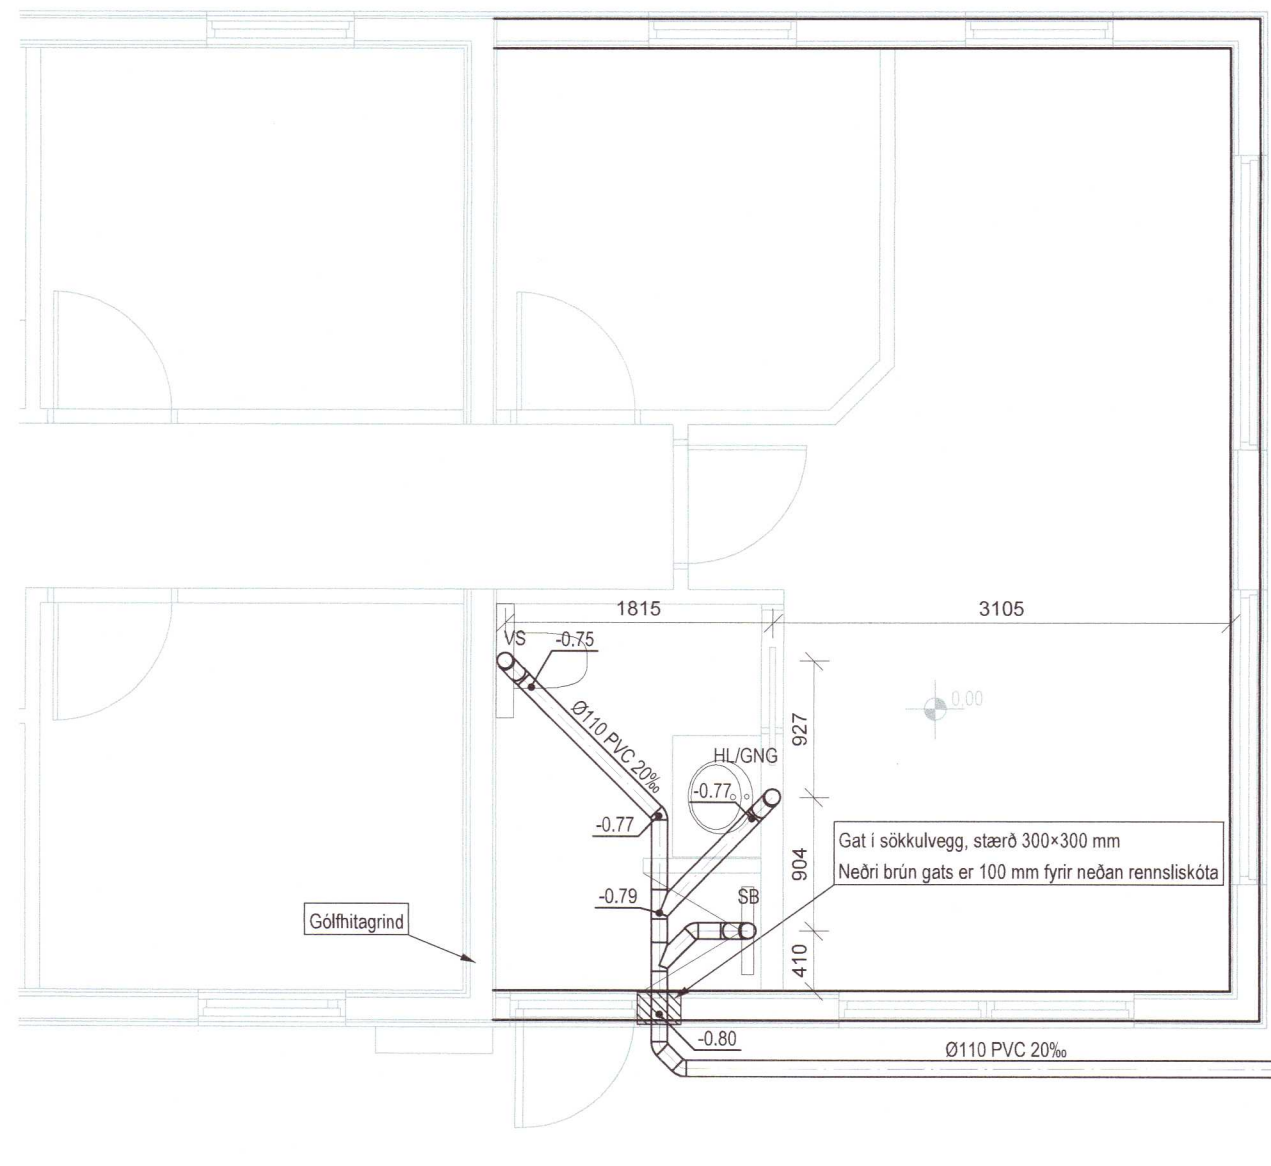 1815
3105
VS
-0.75
0.00
Ø110 PVC 20‰
927
HL/GNG
-0.77
-0.77
Gat í sökkulvegg, stærð 300×300 mm
Neðri brún gats er 100 mm fyrir neðan rennsliskóta
904
-0.79
SB
Gólfhitagrind
410
-0.80
Ø110 PVC 20‰